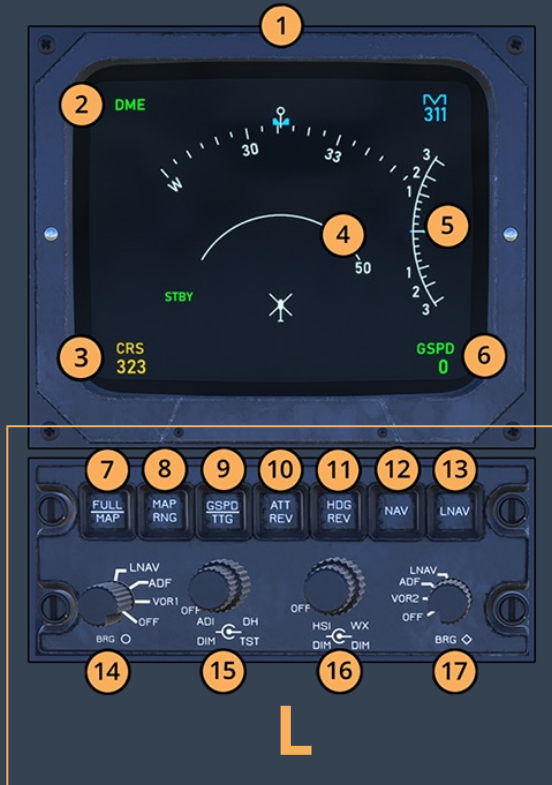 1
2
DME
311
30
33
W
3
2
1
4
5
50
1
2
3
STBY
3
CRS
323
GSPD
0
6
7
8
9
10
11
12
13
FULL
MAP
MAP
RNG
GSPD
TTG
ATT
REV
HDG
REV
NAV
LNAV
LNAV
ADF
VOR1
OFF
BRG
OFF
ADI DH
DIM TST
OFF
HSI WX
DIM DIM
LNAV
ADF
VOR2
OFF
BRG
14
15
16
17
L